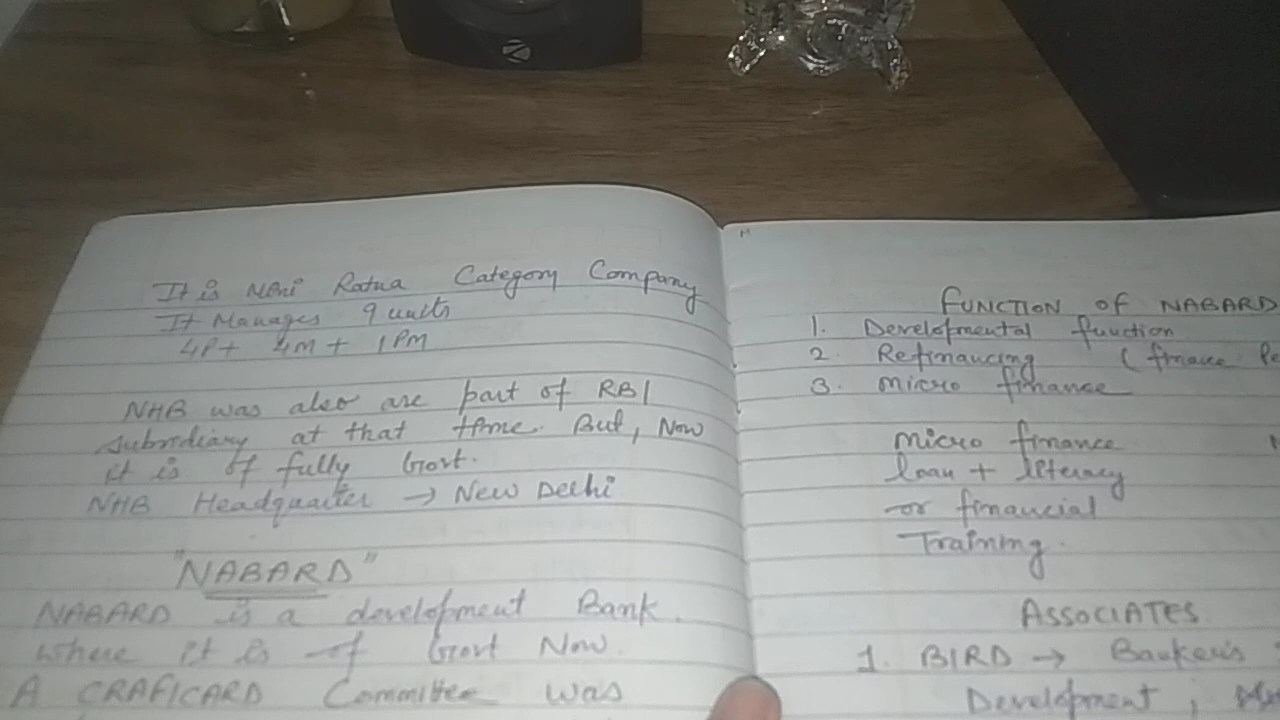 It is Mini Ratna Category Company
It Manages 9 units
4P + 4M + 1PM
NHB was also are part of RBI
subsidiary at that time. But, Now
it is of fully Govt.
NHB Headquarter → New Delhi
"NABARD"
NABARD is a development Bank.
where it is of Govt Now.
A CRAFICARD Committee was
FUNCTION OF NABARD
1. Developmental function
2. Refinancing (finance
3. micro finance
micro finance
loan + literacy
or financial
Training.
ASSOCIATES
1. BIRD → Banker's
Development,